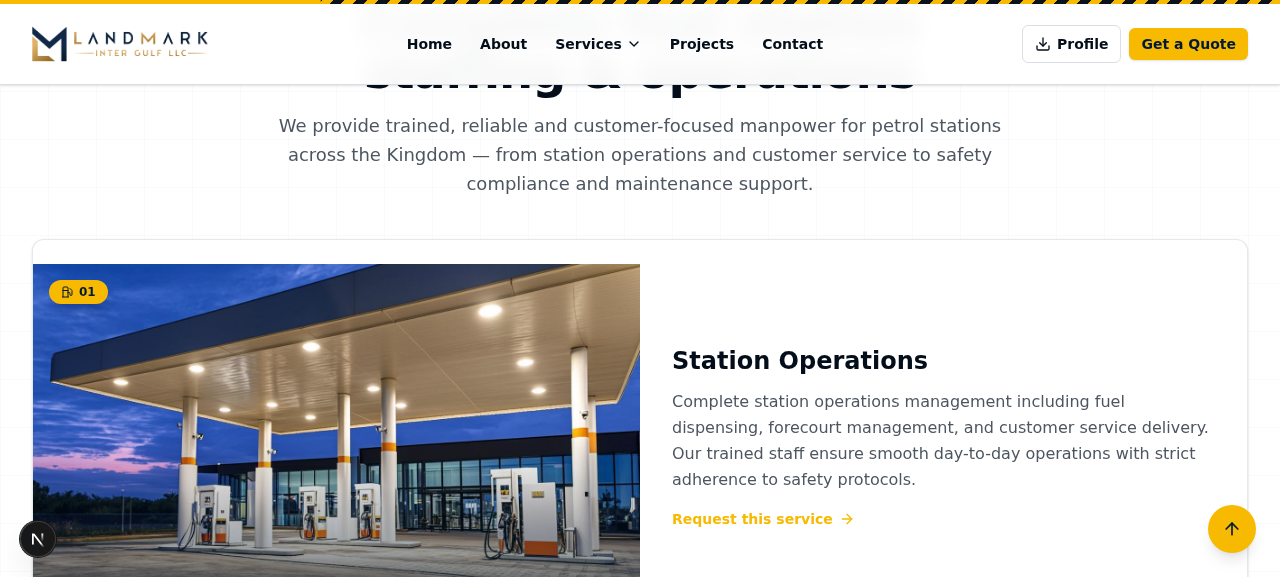 LANDMARK
INTER GULF LLC
Home
About
Services
Projects
Contact
Profile
Get a Quote
staffing & operations
We provide trained, reliable and customer-focused manpower for petrol stations
across the Kingdom — from station operations and customer service to safety
compliance and maintenance support.
01
Station Operations
Complete station operations management including fuel
dispensing, forecourt management, and customer service delivery.
Our trained staff ensure smooth day-to-day operations with strict
adherence to safety protocols.
Request this service
N